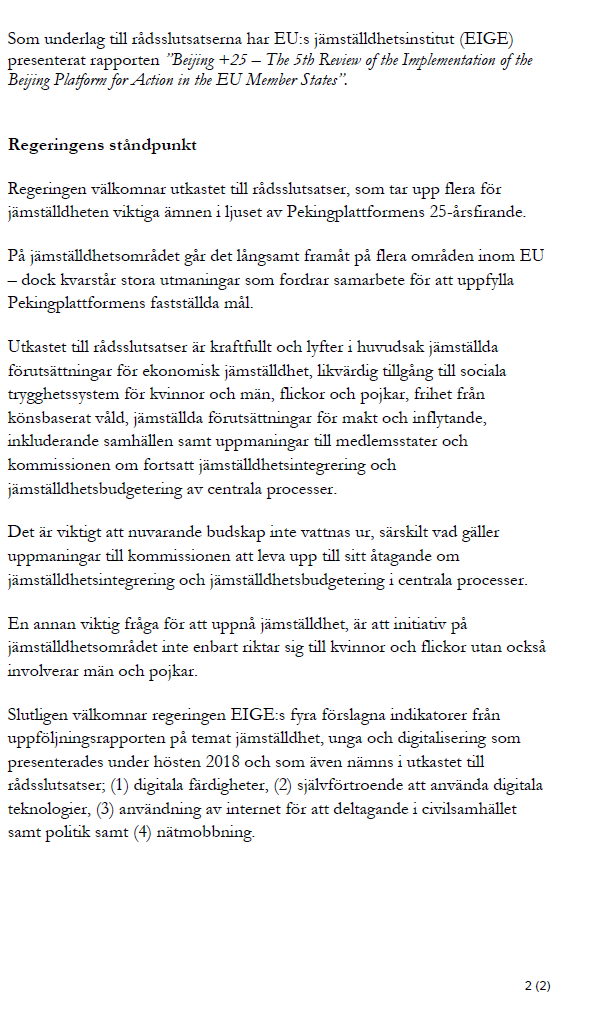 Som underlag till rådsslutsatserna har EU:s jämställdhetsinstitut (EIGE)
presenterat rapporten ”Beijing +25 – The 5th Review of the Implementation of the
Beijing Platform for Action in the EU Member States”.
Regeringens ståndpunkt
Regeringen välkomnar utkastet till rådsslutsatser, som tar upp flera för
jämställdheten viktiga ämnen i ljuset av Pekingplattformens 25-årsfirande.
På jämställdhetsområdet går det långsamt framåt på flera områden inom EU
– dock kvarstår stora utmaningar som fordrar samarbete för att uppfylla
Pekingplattformens fastställda mål.
Utkastet till rådsslutsatser är kraftfullt och lyfter i huvudsak jämställda
förutsättningar för ekonomisk jämställdhet, likvärdig tillgång till sociala
trygghetssystem för kvinnor och män, flickor och pojkar, frihet från
könsbaserat våld, jämställda förutsättningar för makt och inflytande,
inkluderande samhällen samt uppmaningar till medlemsstater och
kommissionen om fortsatt jämställdhetsintegrering och
jämställdhetsbudgetering av centrala processer.
Det är viktigt att nuvarande budskap inte vattnas ur, särskilt vad gäller
uppmaningar till kommissionen att leva upp till sitt åtagande om
jämställdhetsintegrering och jämställdhetsbudgetering i centrala processer.
En annan viktig fråga för att uppnå jämställdhet, är att initiativ på
jämställdhetsområdet inte enbart riktar sig till kvinnor och flickor utan också
involverar män och pojkar.
Slutligen välkomnar regeringen EIGE:s fyra förslagna indikatorer från
uppföljningsrapporten på temat jämställdhet, unga och digitalisering som
presenterades under hösten 2018 och som även nämns i utkastet till
rådsslutsatser; (1) digitala färdigheter, (2) självförtroende att använda digitala
teknologier, (3) användning av internet för att deltagande i civilsamhället
samt politik samt (4) nätmobbning.
2 (2)